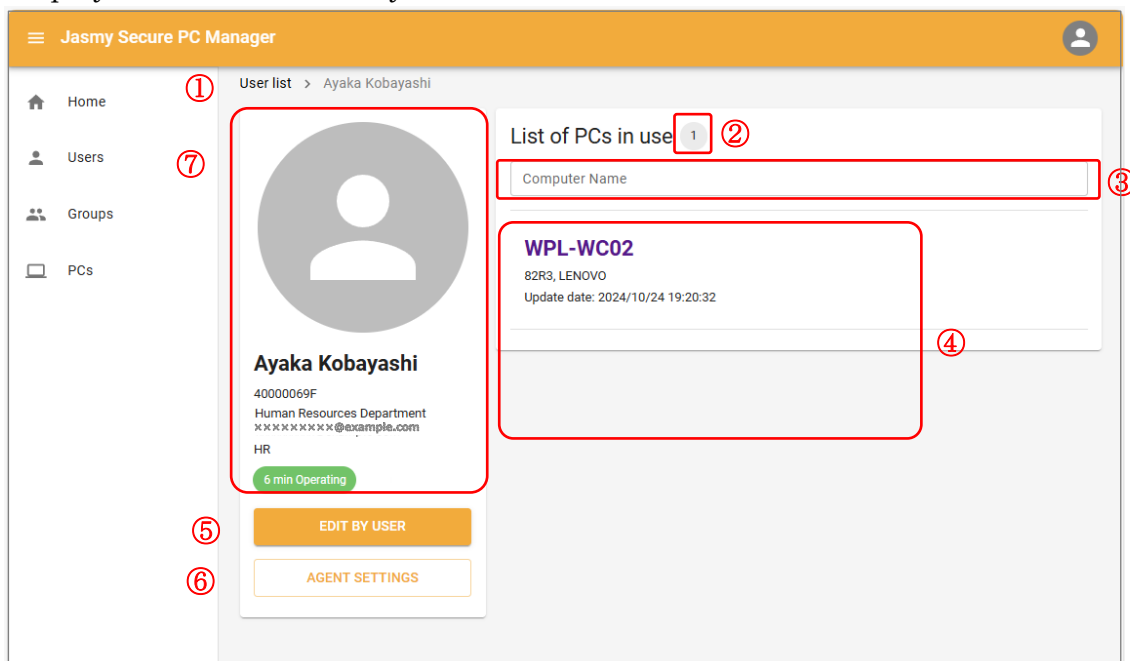 Jasmy Secure PC Manager
① User list > Ayaka Kobayashi
Home
Users
Groups
PCs
⑦
Ayaka Kobayashi
40000069F
Human Resources Department
×××××××××@example.com
HR
6 min Operating
⑤ EDIT BY USER
⑥ AGENT SETTINGS
List of PCs in use 1 ②
Computer Name ③
WPL-WC02
82R3, LENOVO
Update date: 2024/10/24 19:20:32
④